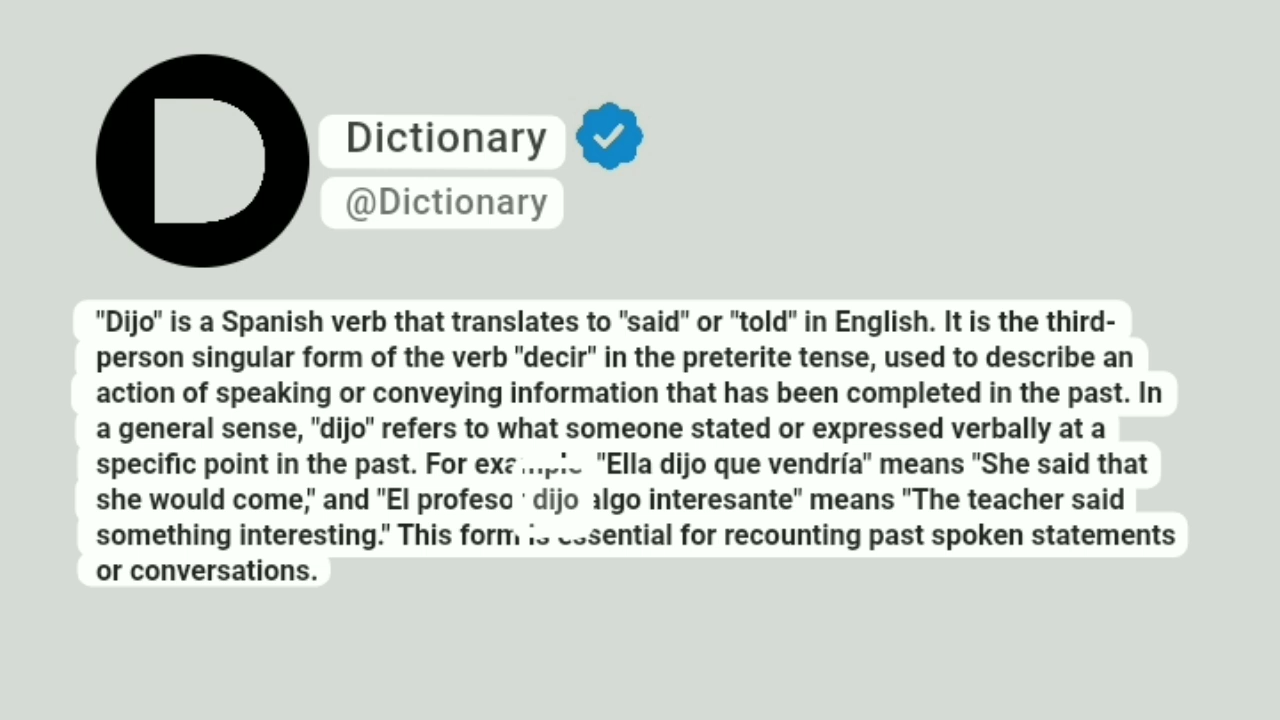 D
Dictionary
@Dictionary
"Dijo" is a Spanish verb that translates to "said" or "told" in English. It is the third-
person singular form of the verb "decir" in the preterite tense, used to describe an
action of speaking or conveying information that has been completed in the past. In
a general sense, "dijo" refers to what someone stated or expressed verbally at a
specific point in the past. For example "Ella dijo que vendría" means "She said that
she would come," and "El profesor dijo algo interesante" means "The teacher said
something interesting." This form is essential for recounting past spoken statements
or conversations.